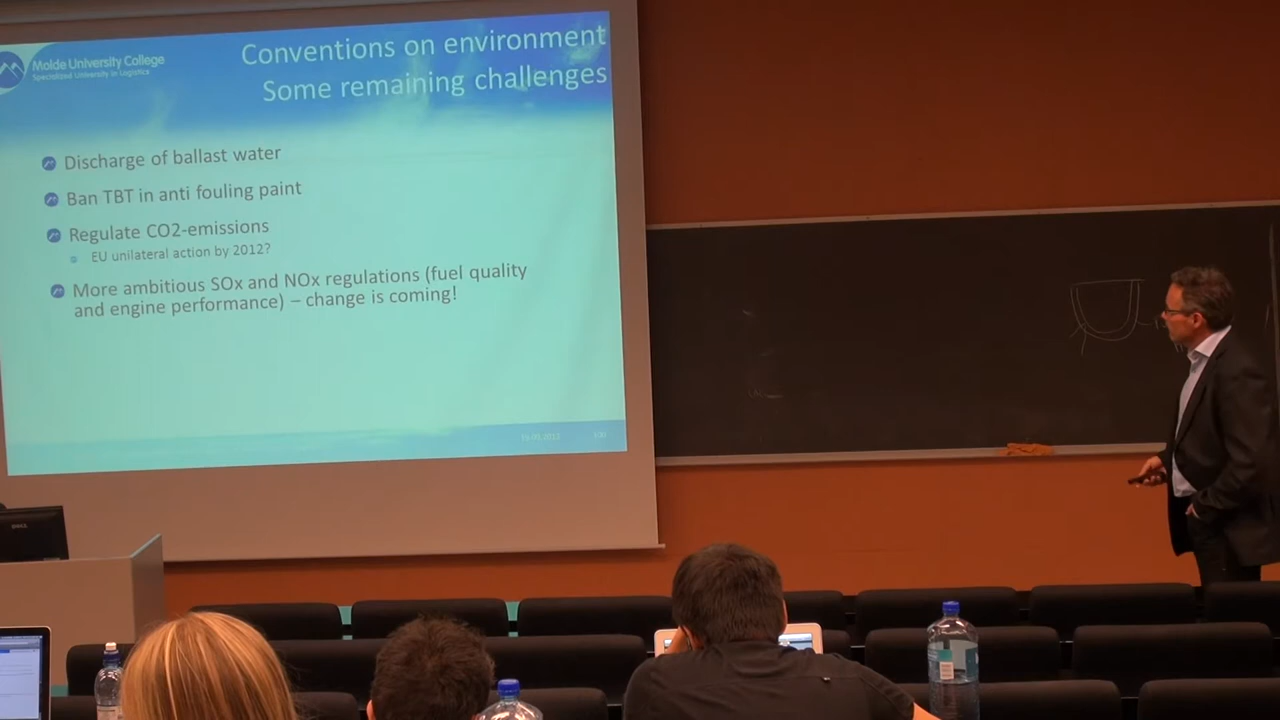 Molde University College
Specialized University in Logistics
Conventions on environment
Some remaining challenges
Discharge of ballast water
Ban TBT in anti fouling paint
Regulate CO2-emissions
EU unilateral action by 2012?
More ambitious SOx and NOx regulations (fuel quality
and engine performance) – change is coming!
DELL